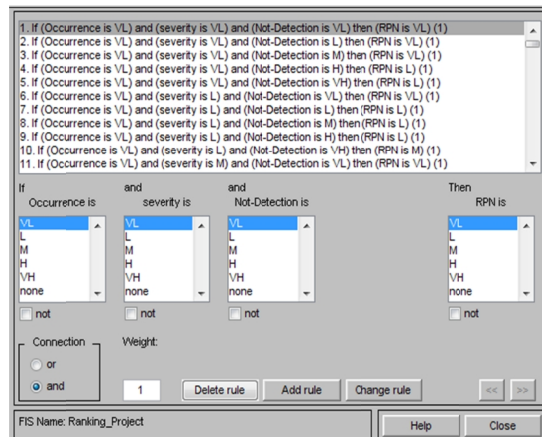 1. If (Occurrence is VL) and (severity is VL) and (Not-Detection is VL) then (RPN is VL) (1)
2. If (Occurrence is VL) and (severity is VL) and (Not-Detection is L) then (RPN is VL) (1)
3. If (Occurrence is VL) and (severity is VL) and (Not-Detection is M) then (RPN is VL) (1)
4. If (Occurrence is VL) and (severity is VL) and (Not-Detection is H) then (RPN is L) (1)
5. If (Occurrence is VL) and (severity is VL) and (Not-Detection is VH) then (RPN is L) (1)
6. If (Occurrence is VL) and (severity is L) and (Not-Detection is VL) then (RPN is VL) (1)
7. If (Occurrence is VL) and (severity is L) and (Not-Detection is L) then (RPN is L) (1)
8. If (Occurrence is VL) and (severity is L) and (Not-Detection is M) then (RPN is L) (1)
9. If (Occurrence is VL) and (severity is L) and (Not-Detection is H) then (RPN is L) (1)
10. If (Occurrence is VL) and (severity is L) and (Not-Detection is VH) then (RPN is M) (1)
11. If (Occurrence is VL) and (severity is M) and (Not-Detection is VL) then (RPN is VL) (1)
If and and Then
Occurrence is severity is Not-Detection is RPN is
VL VL VL VL
L L L L
M M M M
H H H H
VH VH VH VH
none none none none
not not not not
Connection Weight:
or
and 1 Delete rule Add rule Change rule << >>
FIS Name: Ranking_Project Help Close